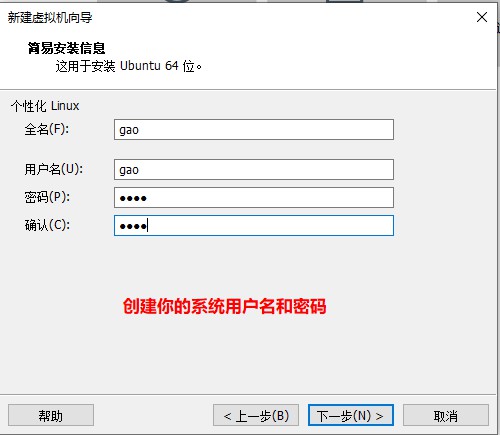 新建虚拟机向导
简易安装信息
这用于安装 Ubuntu 64 位。
个性化 Linux
全名(F): gao
用户名(U): gao
密码(P): ●●●●
确认(C): ●●●●
创建你的系统用户名和密码
帮助 < 上一步(B) 下一步(N) > 取消